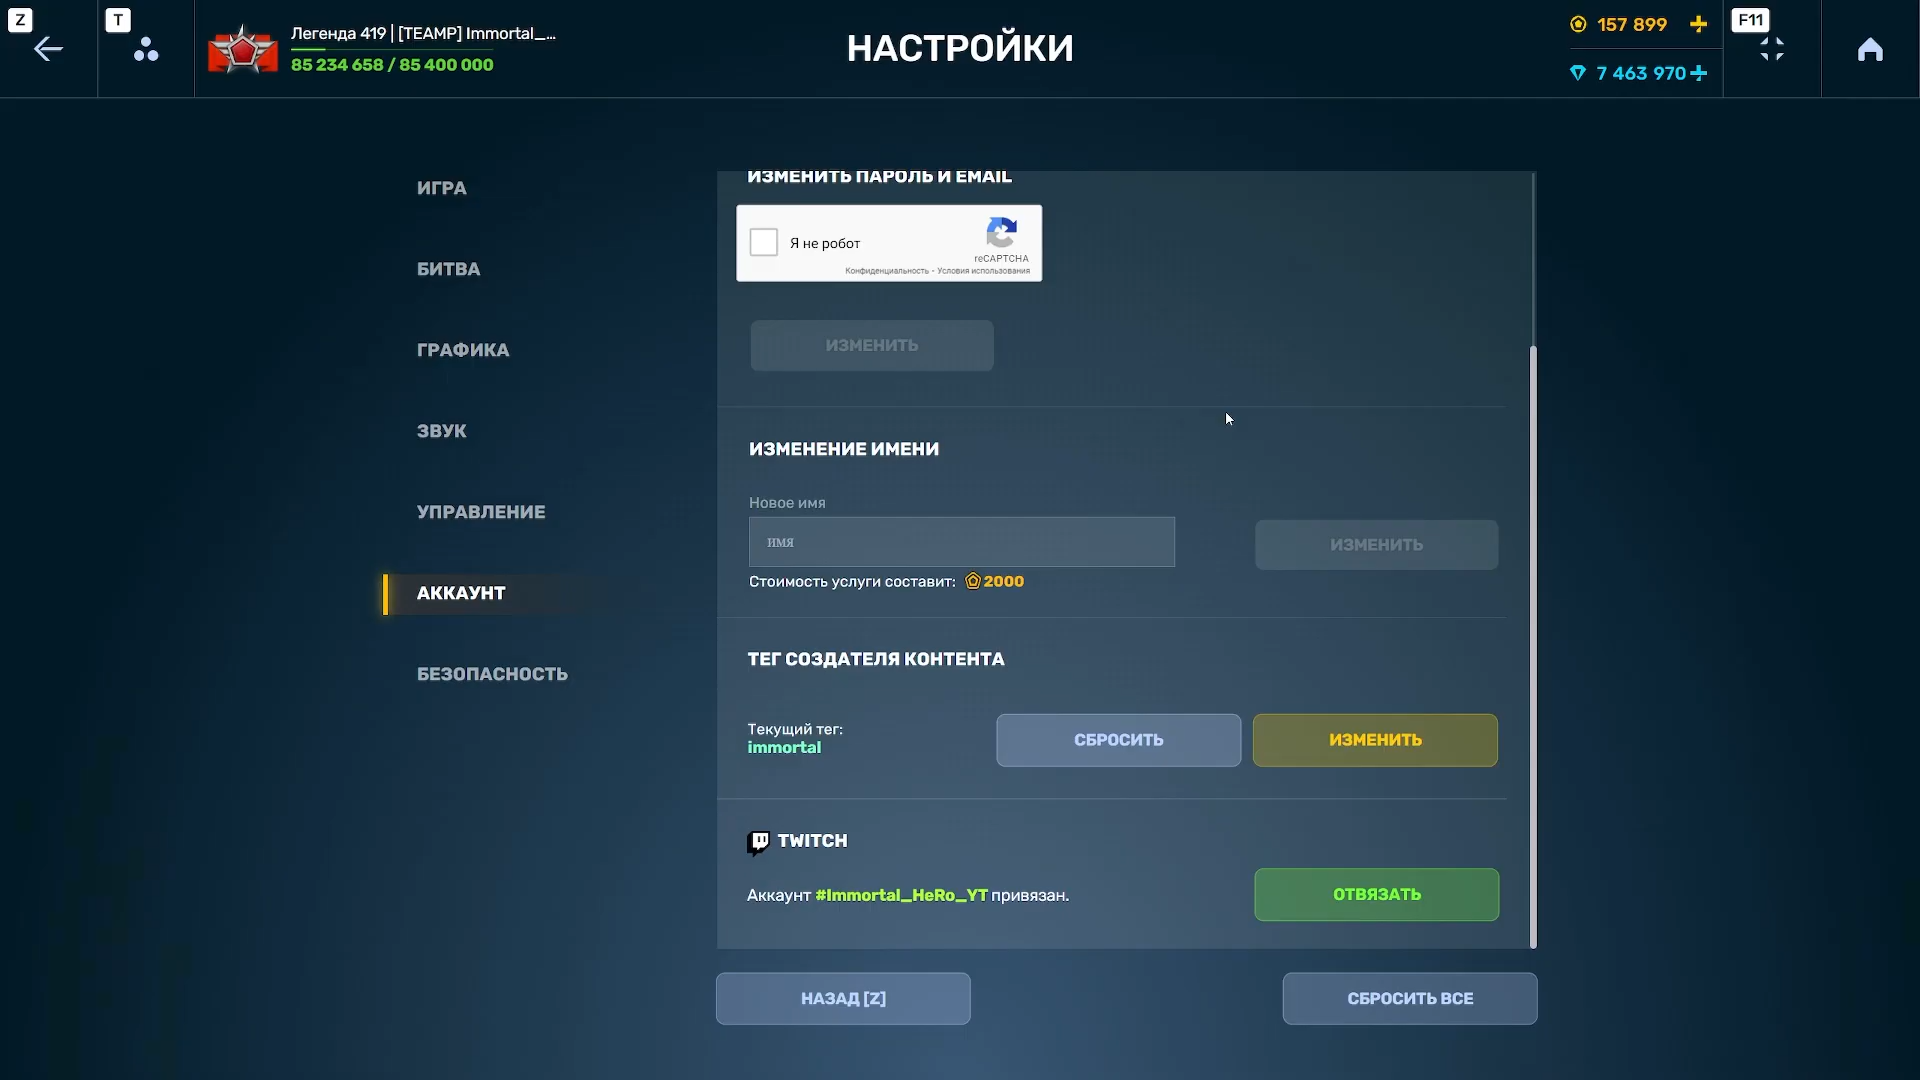 Z
T
Легенда 419 | [TEAMP] Immortal_...
85 234 658 / 85 400 000
НАСТРОЙКИ
157 899
7 463 970
F11
ИГРА
БИТВА
ГРАФИКА
ЗВУК
УПРАВЛЕНИЕ
АККАУНТ
БЕЗОПАСНОСТЬ
ИЗМЕНИТЬ ПАРОЛЬ И EMAIL
Я не робот
reCAPTCHA
Конфиденциальность - Условия использования
ИЗМЕНИТЬ
ИЗМЕНЕНИЕ ИМЕНИ
Новое имя
имя
ИЗМЕНИТЬ
Стоимость услуги составит: 2000
ТЕГ СОЗДАТЕЛЯ КОНТЕНТА
Текущий тег:
immortal
СБРОСИТЬ
ИЗМЕНИТЬ
TWITCH
Аккаунт #Immortal_HeRo_YT привязан.
ОТВЯЗАТЬ
НАЗАД [Z]
СБРОСИТЬ ВСЕ